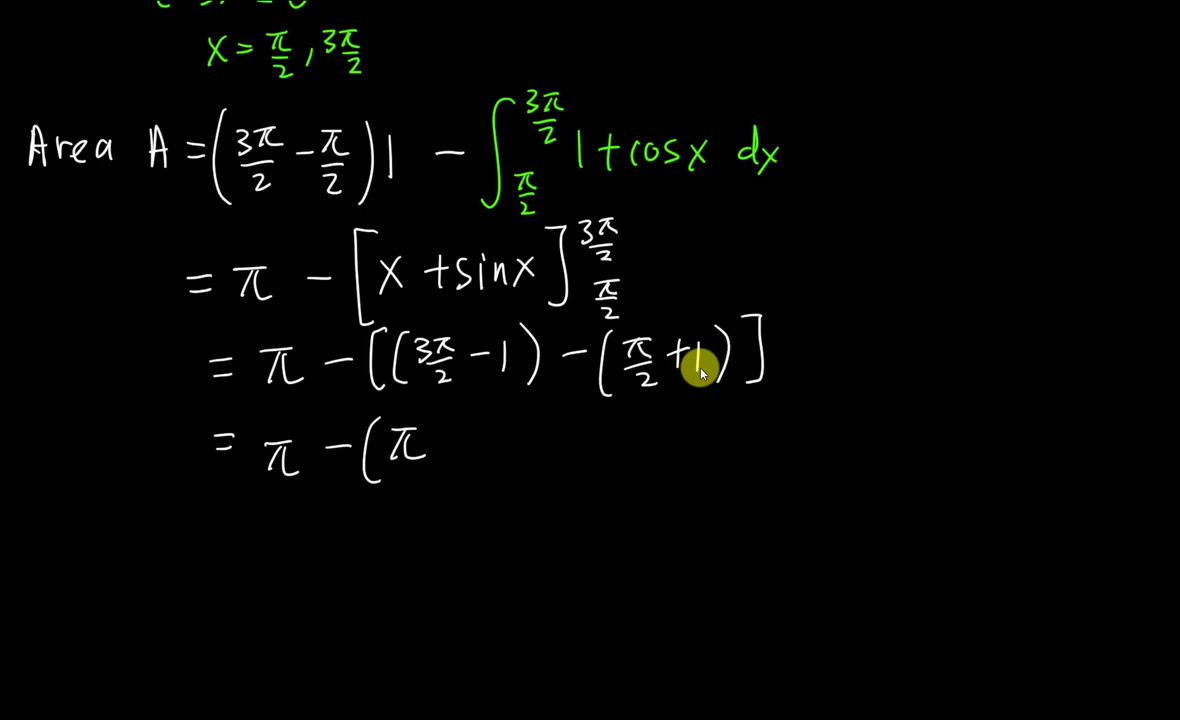 x = π/2 , 3π/2
Area A = (3π/2 - π/2) 1 - ∫_{π/2}^{3π/2} 1 + cos x dx
= π - [x + sin x]_{π/2}^{3π/2}
= π - [(3π/2 - 1) - (π/2 + 1)]
= π - (π